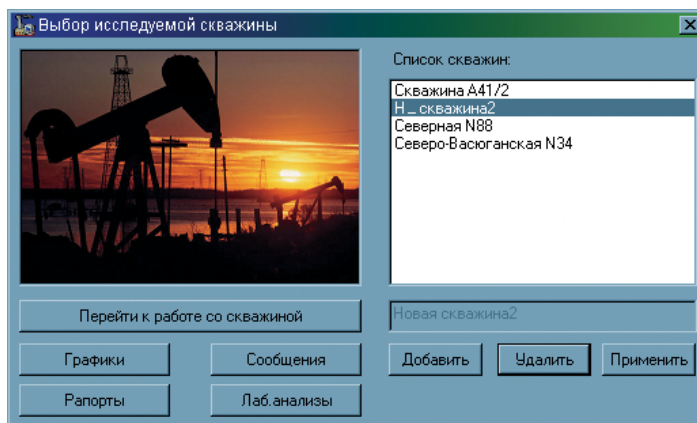 Выбор исследуемой скважины
Список скважин:
Скважина А41/2
Н_скважина2
Северная N88
Северо-Васюганская N34
Перейти к работе со скважиной
Новая скважина2
Графики
Сообщения
Добавить
Удалить
Применить
Рапорты
Лаб.анализы